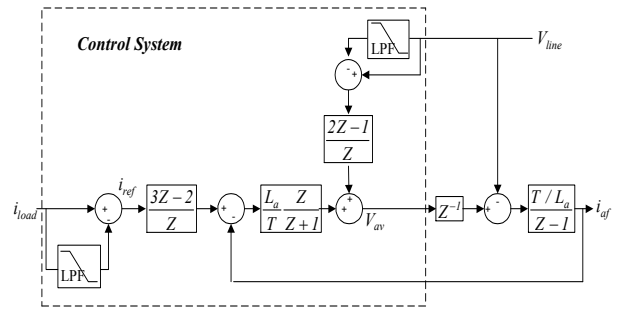 Control System
LPF
V_line
- +
2Z-1
Z
i_load
+ -
i_ref
3Z-2
Z
+ -
L_a Z
T Z+1
+ +
V_av
Z^-1
+ -
T / L_a
Z-1
i_af
LPF